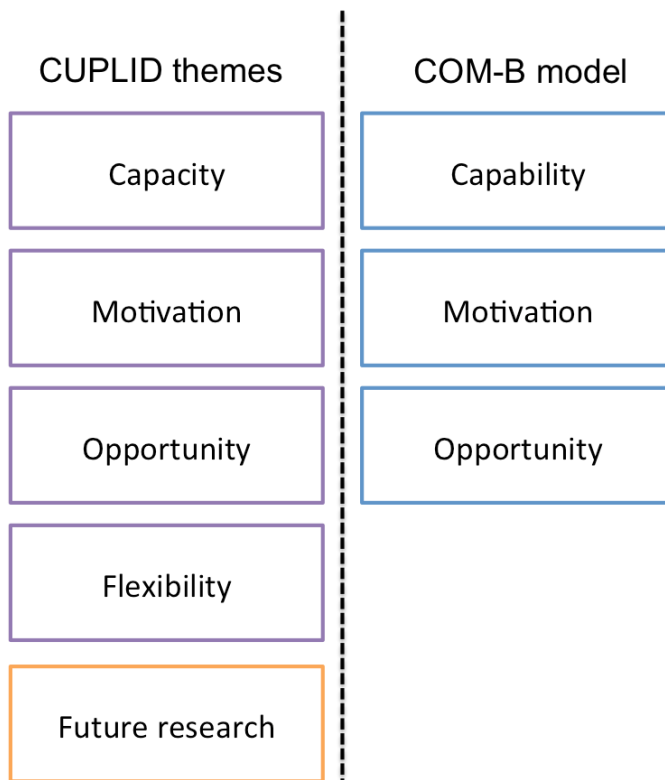 CUPLID themes
COM-B model
Capacity
Capability
Motivation
Motivation
Opportunity
Opportunity
Flexibility
Future research